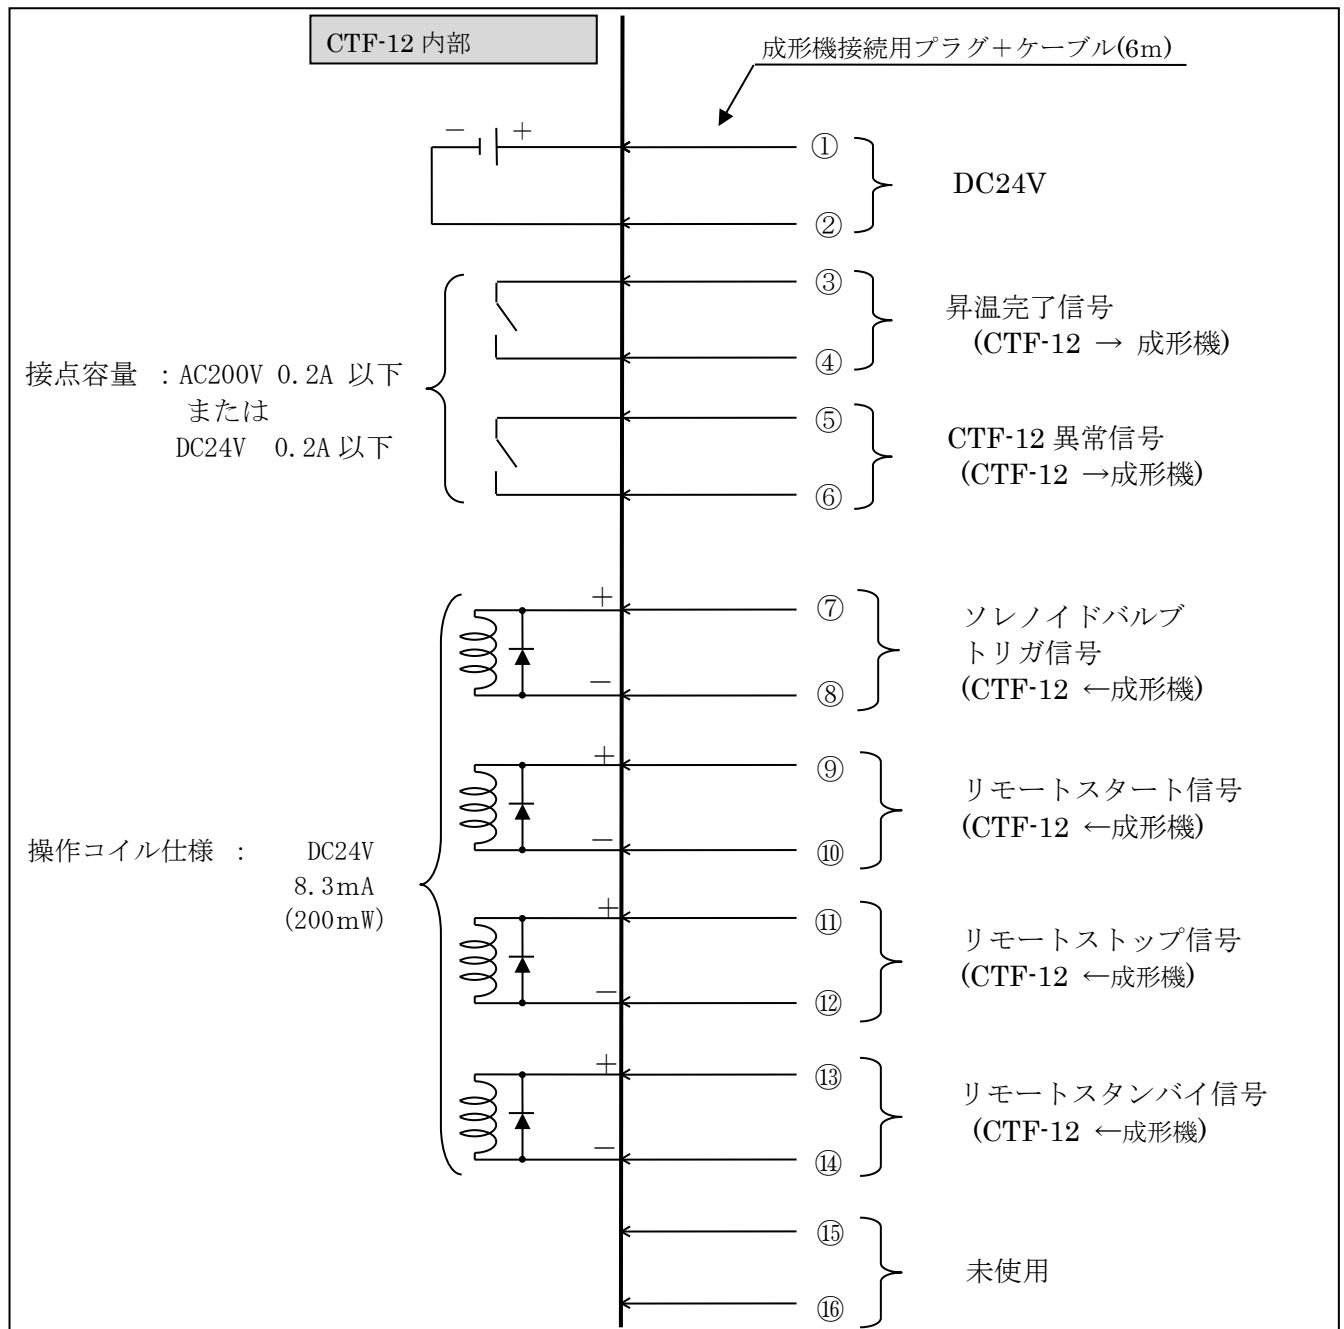 CTF-12 内部
成形機接続用プラグ+ケーブル(6m)
- +
①
DC24V
②
③
昇温完了信号
(CTF-12 → 成形機)
④
接点容量 :AC200V 0.2A 以下
または
DC24V 0.2A 以下
⑤
CTF-12 異常信号
(CTF-12 →成形機)
⑥
+
⑦
ソレノイドバルブ
トリガ信号
(CTF-12 ←成形機)
-
⑧
+
⑨
リモートスタート信号
(CTF-12 ←成形機)
-
⑩
操作コイル仕様 : DC24V
8.3mA
(200mW)
+
⑪
リモートストップ信号
(CTF-12 ←成形機)
-
⑫
+
⑬
リモートスタンバイ信号
(CTF-12 ←成形機)
-
⑭
⑮
未使用
⑯